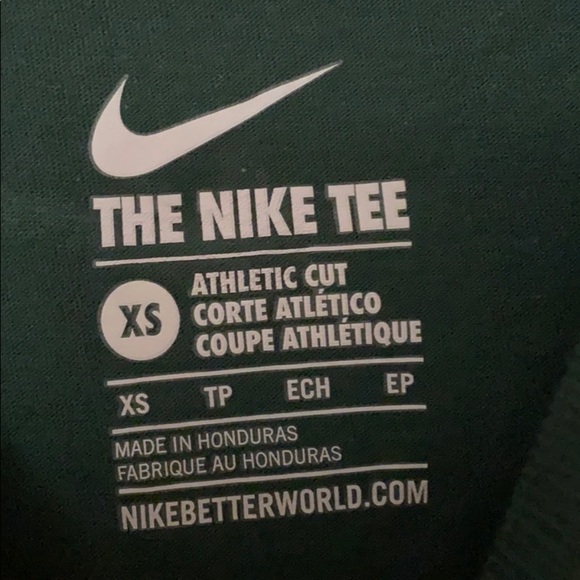 THE NIKE TEE
XS
ATHLETIC CUT
CORTE ATLÉTICO
COUPE ATHLÉTIQUE
XS TP ECH EP
MADE IN HONDURAS
FABRIQUE AU HONDURAS
NIKEBETTERWORLD.COM